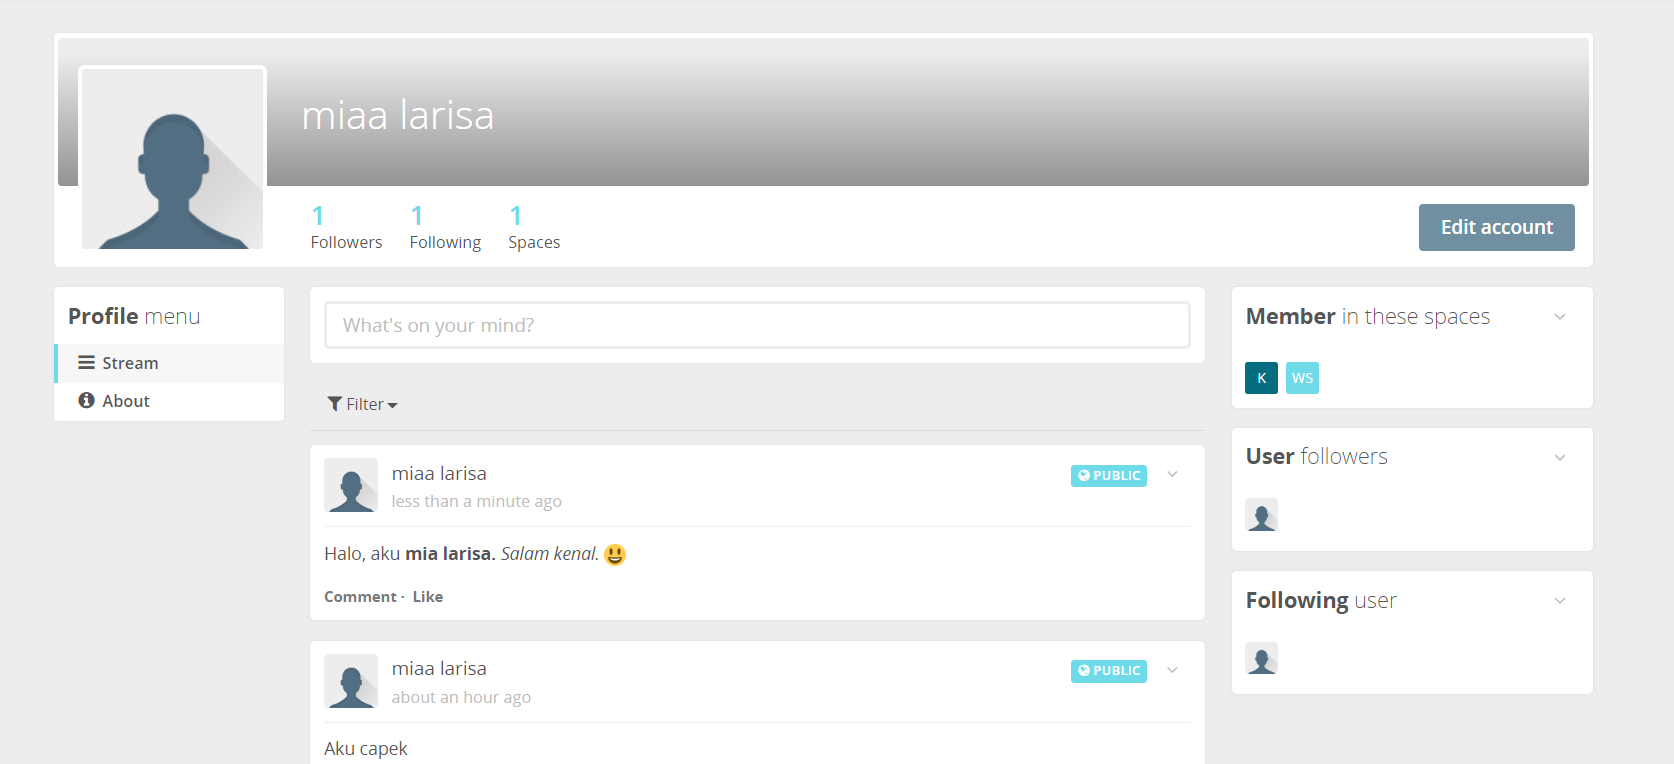 miaa larisa
1 1 1
Followers Following Spaces
Edit account
Profile menu
Stream
About
What's on your mind?
Filter
miaa larisa
PUBLIC
less than a minute ago
Halo, aku mia larisa. Salam kenal.
Comment · Like
miaa larisa
PUBLIC
about an hour ago
Aku capek
Member in these spaces
K WS
User followers
Following user